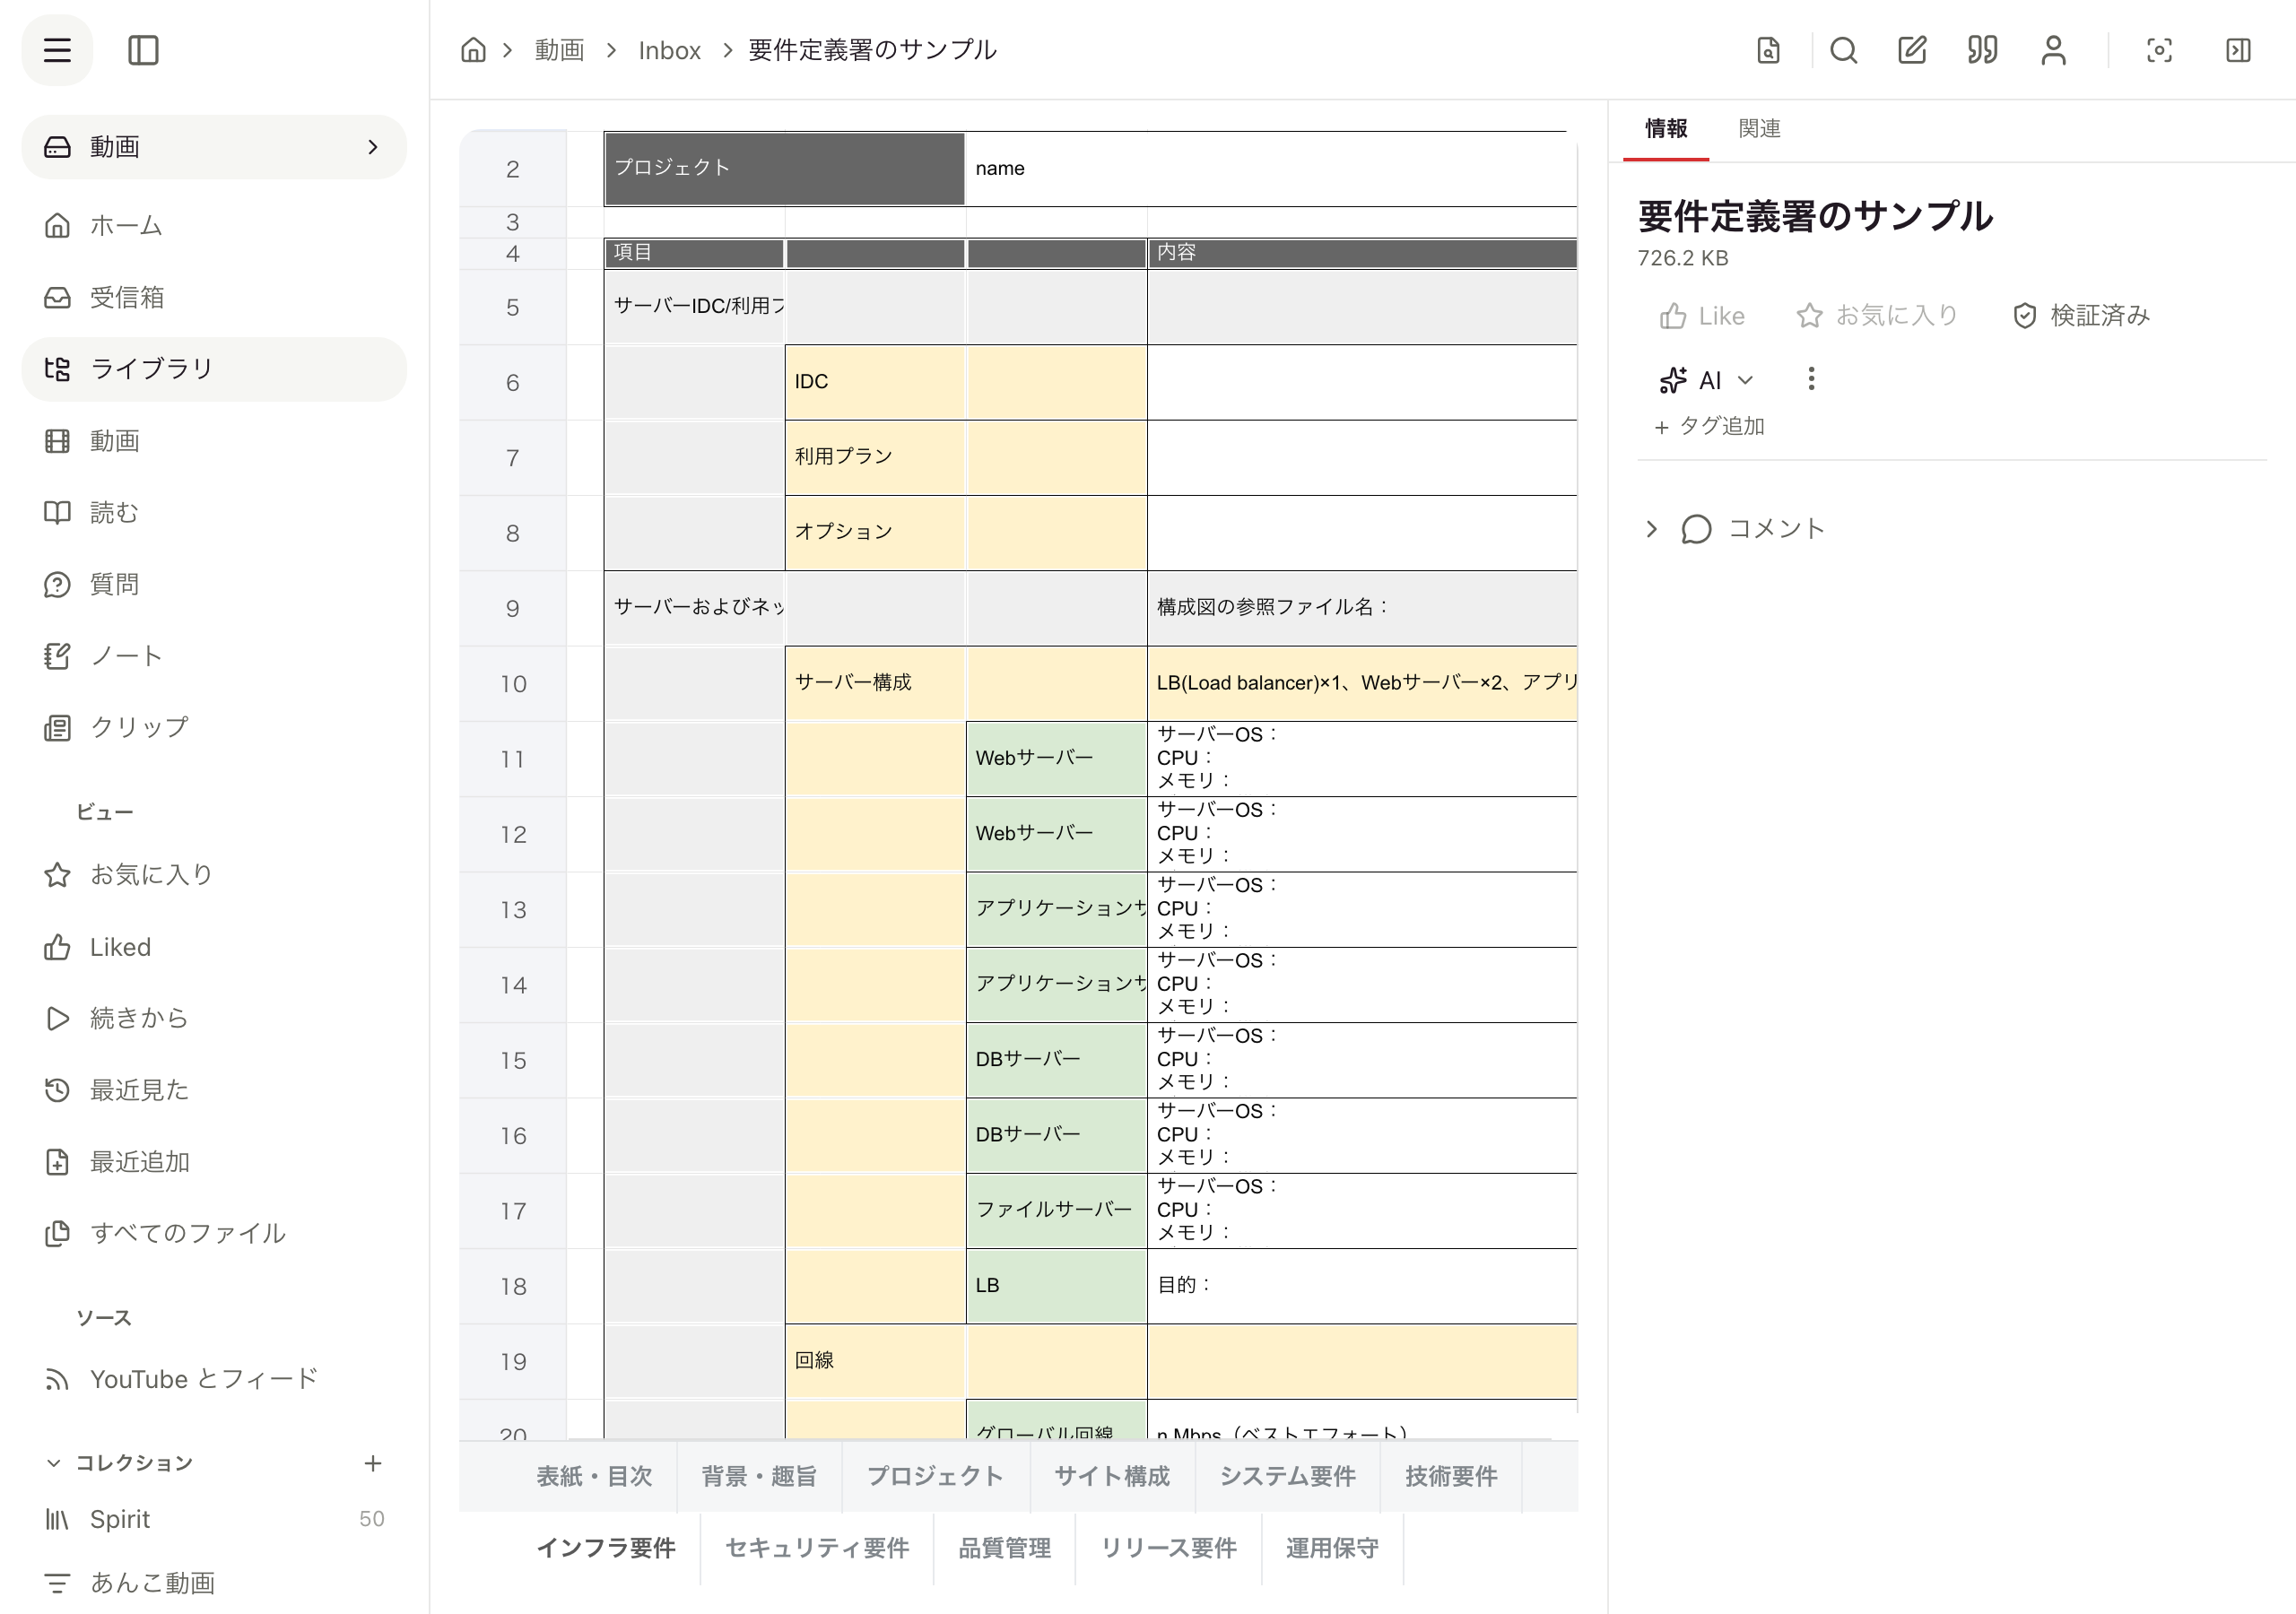 動画
Inbox
要件定義署のサンプル
動画
ホーム
受信箱
ライブラリ
動画
読む
質問
ノート
クリップ
ビュー
お気に入り
Liked
続きから
最近見た
最近追加
すべてのファイル
ソース
YouTube とフィード
コレクション
Spirit 50
あんこ動画
2 プロジェクト name
3
4 項目 内容
5 サーバーIDC/利用プ
6 IDC
7 利用プラン
8 オプション
9 サーバーおよびネッ 構成図の参照ファイル名：
10 サーバー構成 LB(Load balancer)×1、Webサーバー×2、アプリ
11 Webサーバー サーバーOS：
CPU：
メモリ：
12 Webサーバー サーバーOS：
CPU：
メモリ：
13 アプリケーションサ サーバーOS：
CPU：
メモリ：
14 アプリケーションサ サーバーOS：
CPU：
メモリ：
15 DBサーバー サーバーOS：
CPU：
メモリ：
16 DBサーバー サーバーOS：
CPU：
メモリ：
17 ファイルサーバー サーバーOS：
CPU：
メモリ：
18 LB 目的：
19 回線
20 グローバル回線 n Mbps（ベストエフォート）
表紙・目次 背景・趣旨 プロジェクト サイト構成 システム要件 技術要件
インフラ要件 セキュリティ要件 品質管理 リリース要件 運用保守
情報 関連
要件定義署のサンプル
726.2 KB
Like お気に入り 検証済み
AI
+ タグ追加
コメント